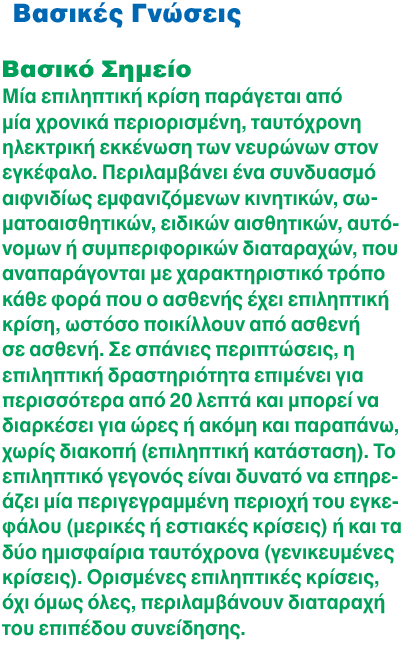 Βασικές Γνώσεις
Βασικό Σημείο
Μία επιληπτική κρίση παράγεται από
μία χρονικά περιορισμένη, ταυτόχρονη
ηλεκτρική εκκένωση των νευρώνων στον
εγκέφαλο. Περιλαμβάνει ένα συνδυασμό
αιφνιδίως εμφανιζόμενων κινητικών, σω-
ματοαισθητικών, ειδικών αισθητικών, αυτό-
νομων ή συμπεριφορικών διαταραχών, που
αναπαράγονται με χαρακτηριστικό τρόπο
κάθε φορά που ο ασθενής έχει επιληπτική
κρίση, ωστόσο ποικίλλουν από ασθενή
σε ασθενή. Σε σπάνιες περιπτώσεις, η
επιληπτική δραστηριότητα επιμένει για
περισσότερα από 20 λεπτά και μπορεί να
διαρκέσει για ώρες ή ακόμη και παραπάνω,
χωρίς διακοπή (επιληπτική κατάσταση). Το
επιληπτικό γεγονός είναι δυνατό να επηρε-
άζει μία περιγεγραμμένη περιοχή του εγκε-
φάλου (μερικές ή εστιακές κρίσεις) ή και τα
δύο ημισφαίρια ταυτόχρονα (γενικευμένες
κρίσεις). Ορισμένες επιληπτικές κρίσεις,
όχι όμως όλες, περιλαμβάνουν διαταραχή
του επιπέδου συνείδησης.